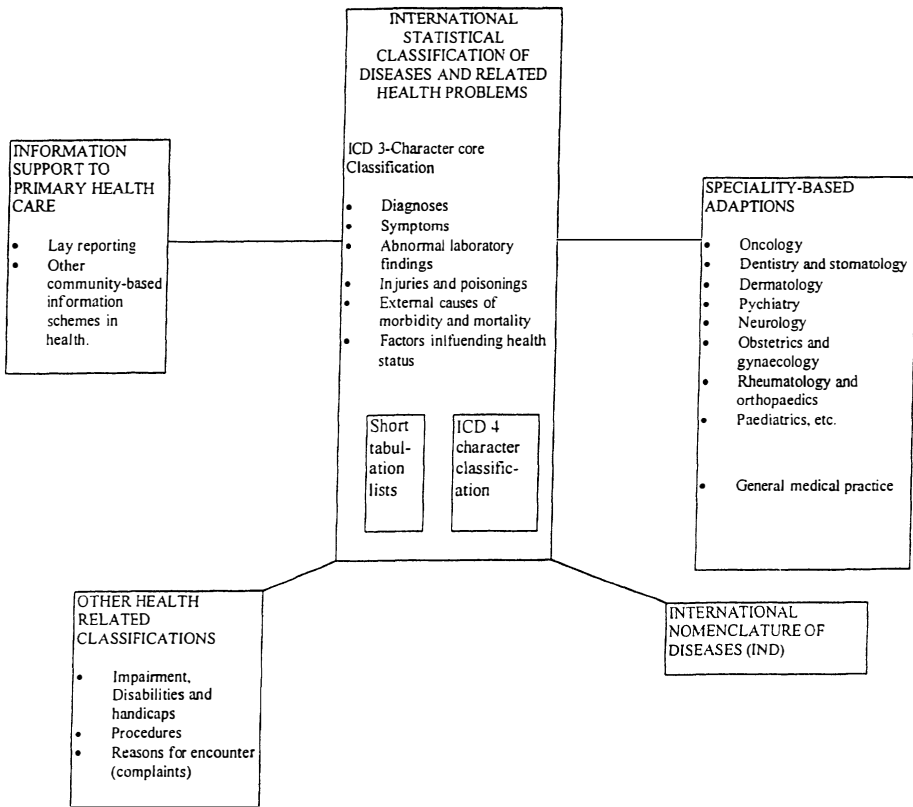 INTERNATIONAL
STATISTICAL
CLASSIFICATION OF
DISEASES AND RELATED
HEALTH PROBLEMS
ICD 3-Character core
Classification
• Diagnoses
• Symptoms
• Abnormal laboratory
findings
• Injuries and poisonings
• External causes of
morbidity and mortality
• Factors inlfuending health
status
Short
tabul-
ation
lists
ICD 4
character
classific-
ation
INFORMATION
SUPPORT TO
PRIMARY HEALTH
CARE
• Lay reporting
• Other
community-based
information
schemes in
health.
SPECIALITY-BASED
ADAPTIONS
• Oncology
• Dentistry and stomatology
• Dermatology
• Pychiatry
• Neurology
• Obstetrics and
gynaecology
• Rheumatology and
orthopaedics
• Paediatrics, etc.
• General medical practice
OTHER HEALTH
RELATED
CLASSIFICATIONS
• Impairment,
Disabilities and
handicaps
• Procedures
• Reasons for encounter
(complaints)
INTERNATIONAL
NOMENCLATURE OF
DISEASES (IND)